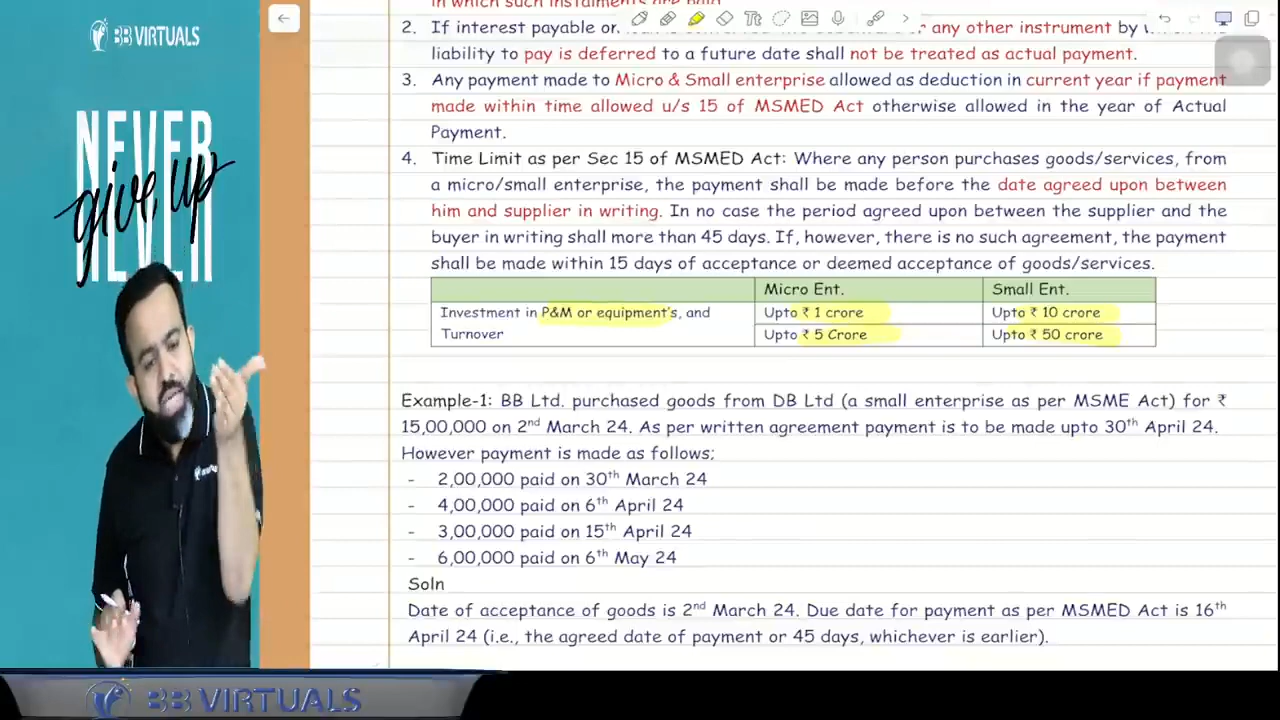 BB VIRTUALS
NEVER
give up
NEVER
in which such instalments are paid
2. If interest payable on any other instrument by
liability to pay is deferred to a future date shall not be treated as actual payment.
3. Any payment made to Micro & Small enterprise allowed as deduction in current year if payment
made within time allowed u/s 15 of MSMED Act otherwise allowed in the year of Actual
Payment.
4. Time Limit as per Sec 15 of MSMED Act: Where any person purchases goods/services, from
a micro/small enterprise, the payment shall be made before the date agreed upon between
him and supplier in writing. In no case the period agreed upon between the supplier and the
buyer in writing shall more than 45 days. If, however, there is no such agreement, the payment
shall be made within 15 days of acceptance or deemed acceptance of goods/services.
Micro Ent. Small Ent.
Investment in P&M or equipment's, and Upto ₹ 1 crore Upto ₹ 10 crore
Turnover Upto ₹ 5 Crore Upto ₹ 50 crore
Example-1: BB Ltd. purchased goods from DB Ltd (a small enterprise as per MSME Act) for ₹
15,00,000 on 2nd March 24. As per written agreement payment is to be made upto 30th April 24.
However payment is made as follows;
- 2,00,000 paid on 30th March 24
- 4,00,000 paid on 6th April 24
- 3,00,000 paid on 15th April 24
- 6,00,000 paid on 6th May 24
Soln
Date of acceptance of goods is 2nd March 24. Due date for payment as per MSMED Act is 16th
April 24 (i.e., the agreed date of payment or 45 days, whichever is earlier).
BB VIRTUALS